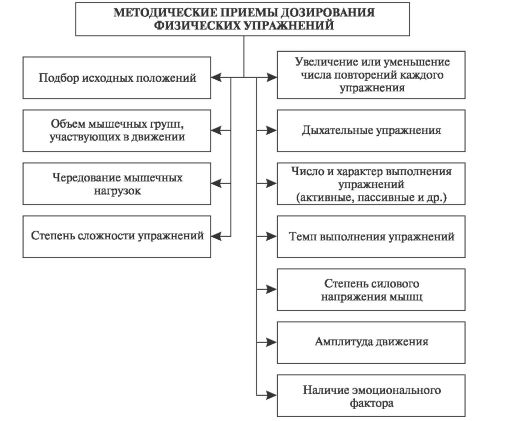 МЕТОДИЧЕСКИЕ ПРИЕМЫ ДОЗИРОВАНИЯ
ФИЗИЧЕСКИХ УПРАЖНЕНИЙ
Подбор исходных положений
Объем мышечных групп,
участвующих в движении
Чередование мышечных
нагрузок
Степень сложности упражнений
Увеличение или уменьшение
числа повторений каждого
упражнения
Дыхательные упражнения
Число и характер выполнения
упражнений
(активные, пассивные и др.)
Темп выполнения упражнений
Степень силового
напряжения мышц
Амплитуда движения
Наличие эмоционального
фактора